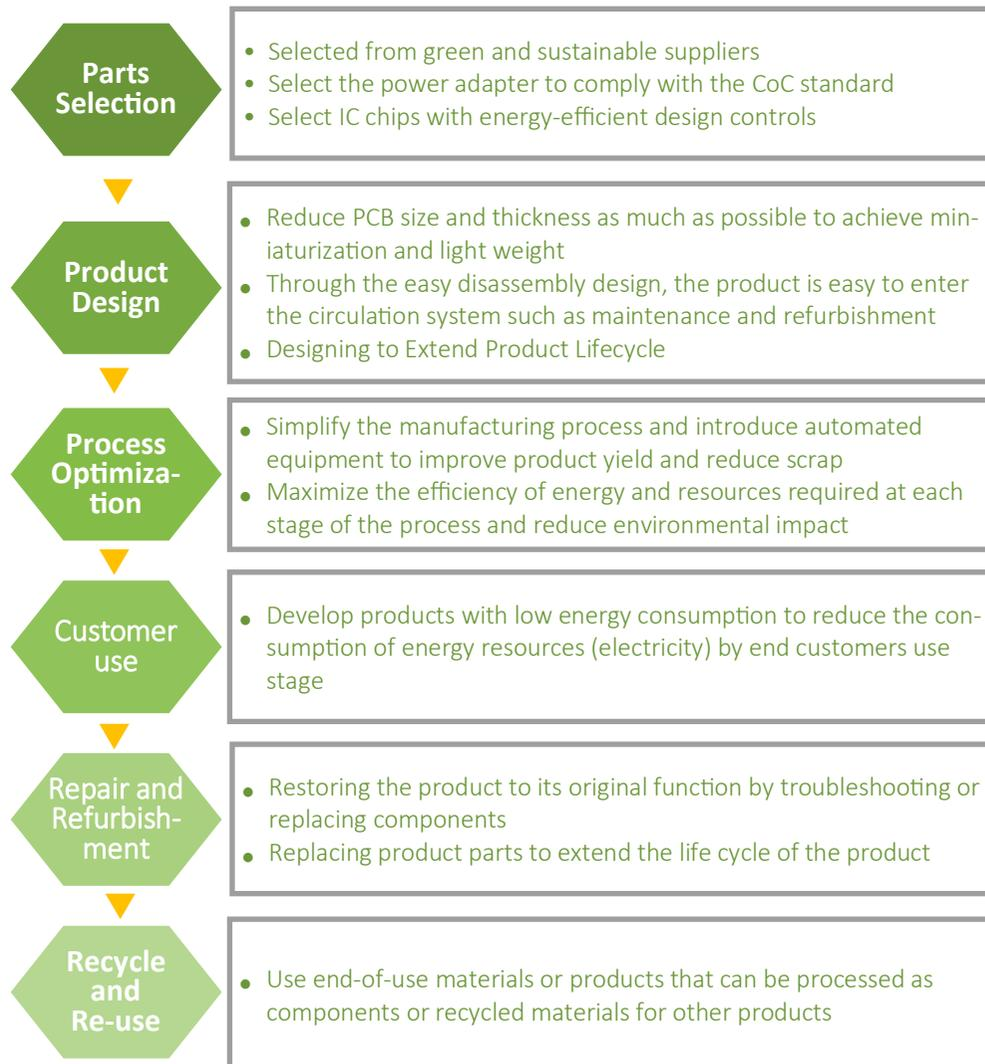 Parts
Selection
• Selected from green and sustainable suppliers
• Select the power adapter to comply with the CoC standard
• Select IC chips with energy-efficient design controls
Product
Design
• Reduce PCB size and thickness as much as possible to achieve min-
iaturization and light weight
• Through the easy disassembly design, the product is easy to enter
the circulation system such as maintenance and refurbishment
• Designing to Extend Product Lifecycle
Process
Optimiza-
tion
• Simplify the manufacturing process and introduce automated
equipment to improve product yield and reduce scrap
• Maximize the efficiency of energy and resources required at each
stage of the process and reduce environmental impact
Customer
use
• Develop products with low energy consumption to reduce the con-
sumption of energy resources (electricity) by end customers use
stage
Repair and
Refurbish-
ment
• Restoring the product to its original function by troubleshooting or
replacing components
• Replacing product parts to extend the life cycle of the product
Recycle
and
Re-use
• Use end-of-use materials or products that can be processed as
components or recycled materials for other products